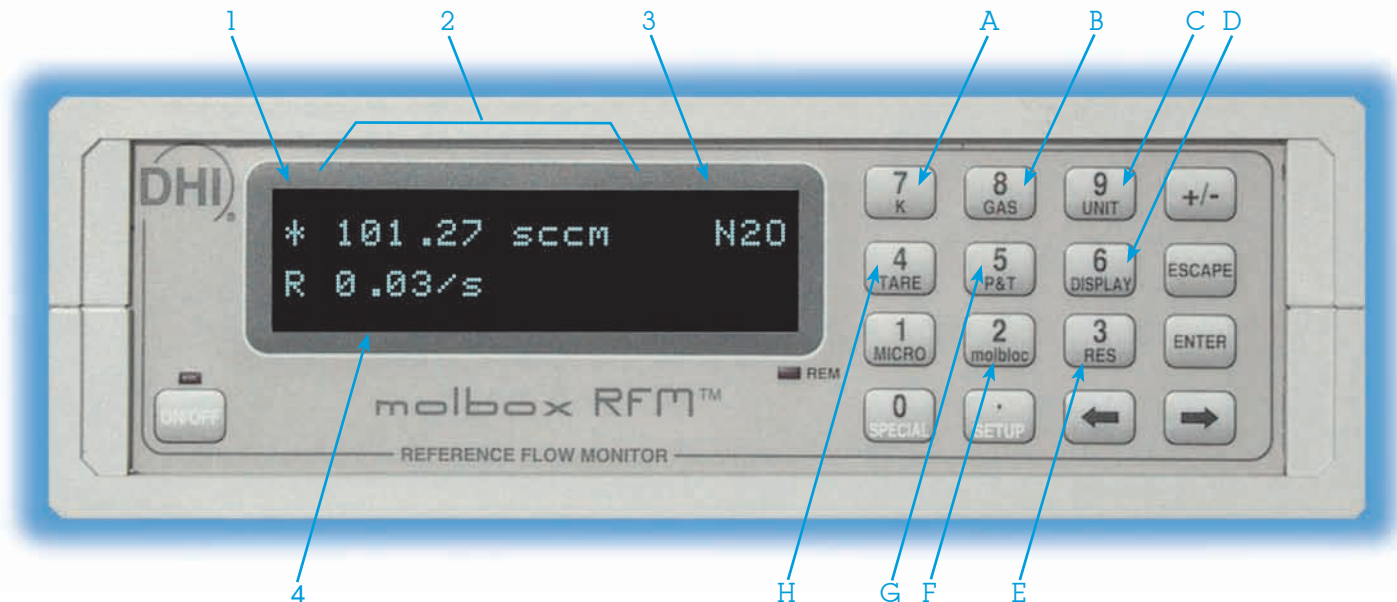 1 2 3 A B C D
DHI®
* 101.27 sccm N2O
R 0.03/s
7 K
8 GAS
9 UNIT
+/-
4 TARE
5 P&T
6 DISPLAY
ESCAPE
1 MICRO
2 molbloc
3 RES
ENTER
REM
ON/OFF
molbox RFM™
0 SPECIAL
. SETUP
REFERENCE FLOW MONITOR
4 H G F E